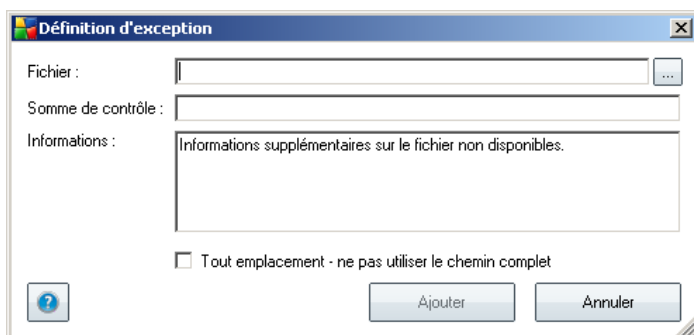 Définition d'exception
Fichier :
...
Somme de contrôle :
Informations :
Informations supplémentaires sur le fichier non disponibles.
Tout emplacement - ne pas utiliser le chemin complet
?
Ajouter
Annuler